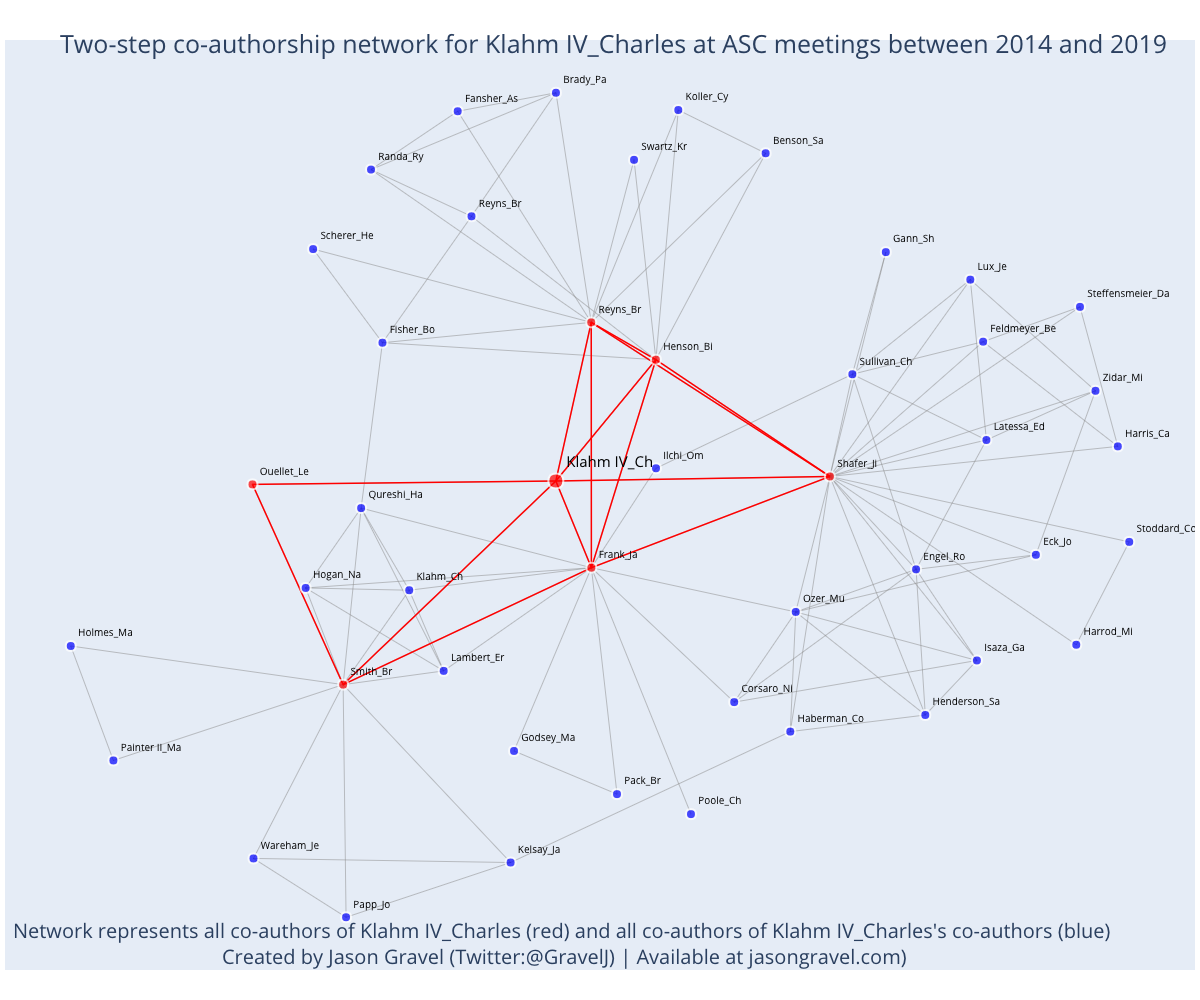 Two-step co-authorship network for Klahm IV_Charles at ASC meetings between 2014 and 2019
Brady_Pa
Fansher_As
Koller_Cy
Benson_Sa
Swartz_Kr
Randa_Ry
Reyns_Br
Scherer_He
Gann_Sh
Lux_Je
Steffensmeier_Da
Reyns_Br
Fisher_Bo
Feldmeyer_Be
Henson_Bi
Sullivan_Ch
Zidar_Mi
Latessa_Ed
Harris_Ca
Ilchi_Om
Klahm IV_Ch
Shafer_Ji
Ouellet_Le
Qureshi_Ha
Stoddard_Co
Eck_Jo
Frank_Ja
Engel_Ro
Hogan_Na
Klahm_Ch
Ozer_Mu
Holmes_Ma
Harrod_Mi
Isaza_Ga
Lambert_Er
Smith_Br
Corsaro_Ni
Henderson_Sa
Haberman_Co
Godsey_Ma
Painter II_Ma
Pack_Br
Poole_Ch
Wareham_Je
Kelsay_Ja
Papp_Jo
Network represents all co-authors of Klahm IV_Charles (red) and all co-authors of Klahm IV_Charles's co-authors (blue)
Created by Jason Gravel (Twitter:@GravelJ) | Available at jasongravel.com)